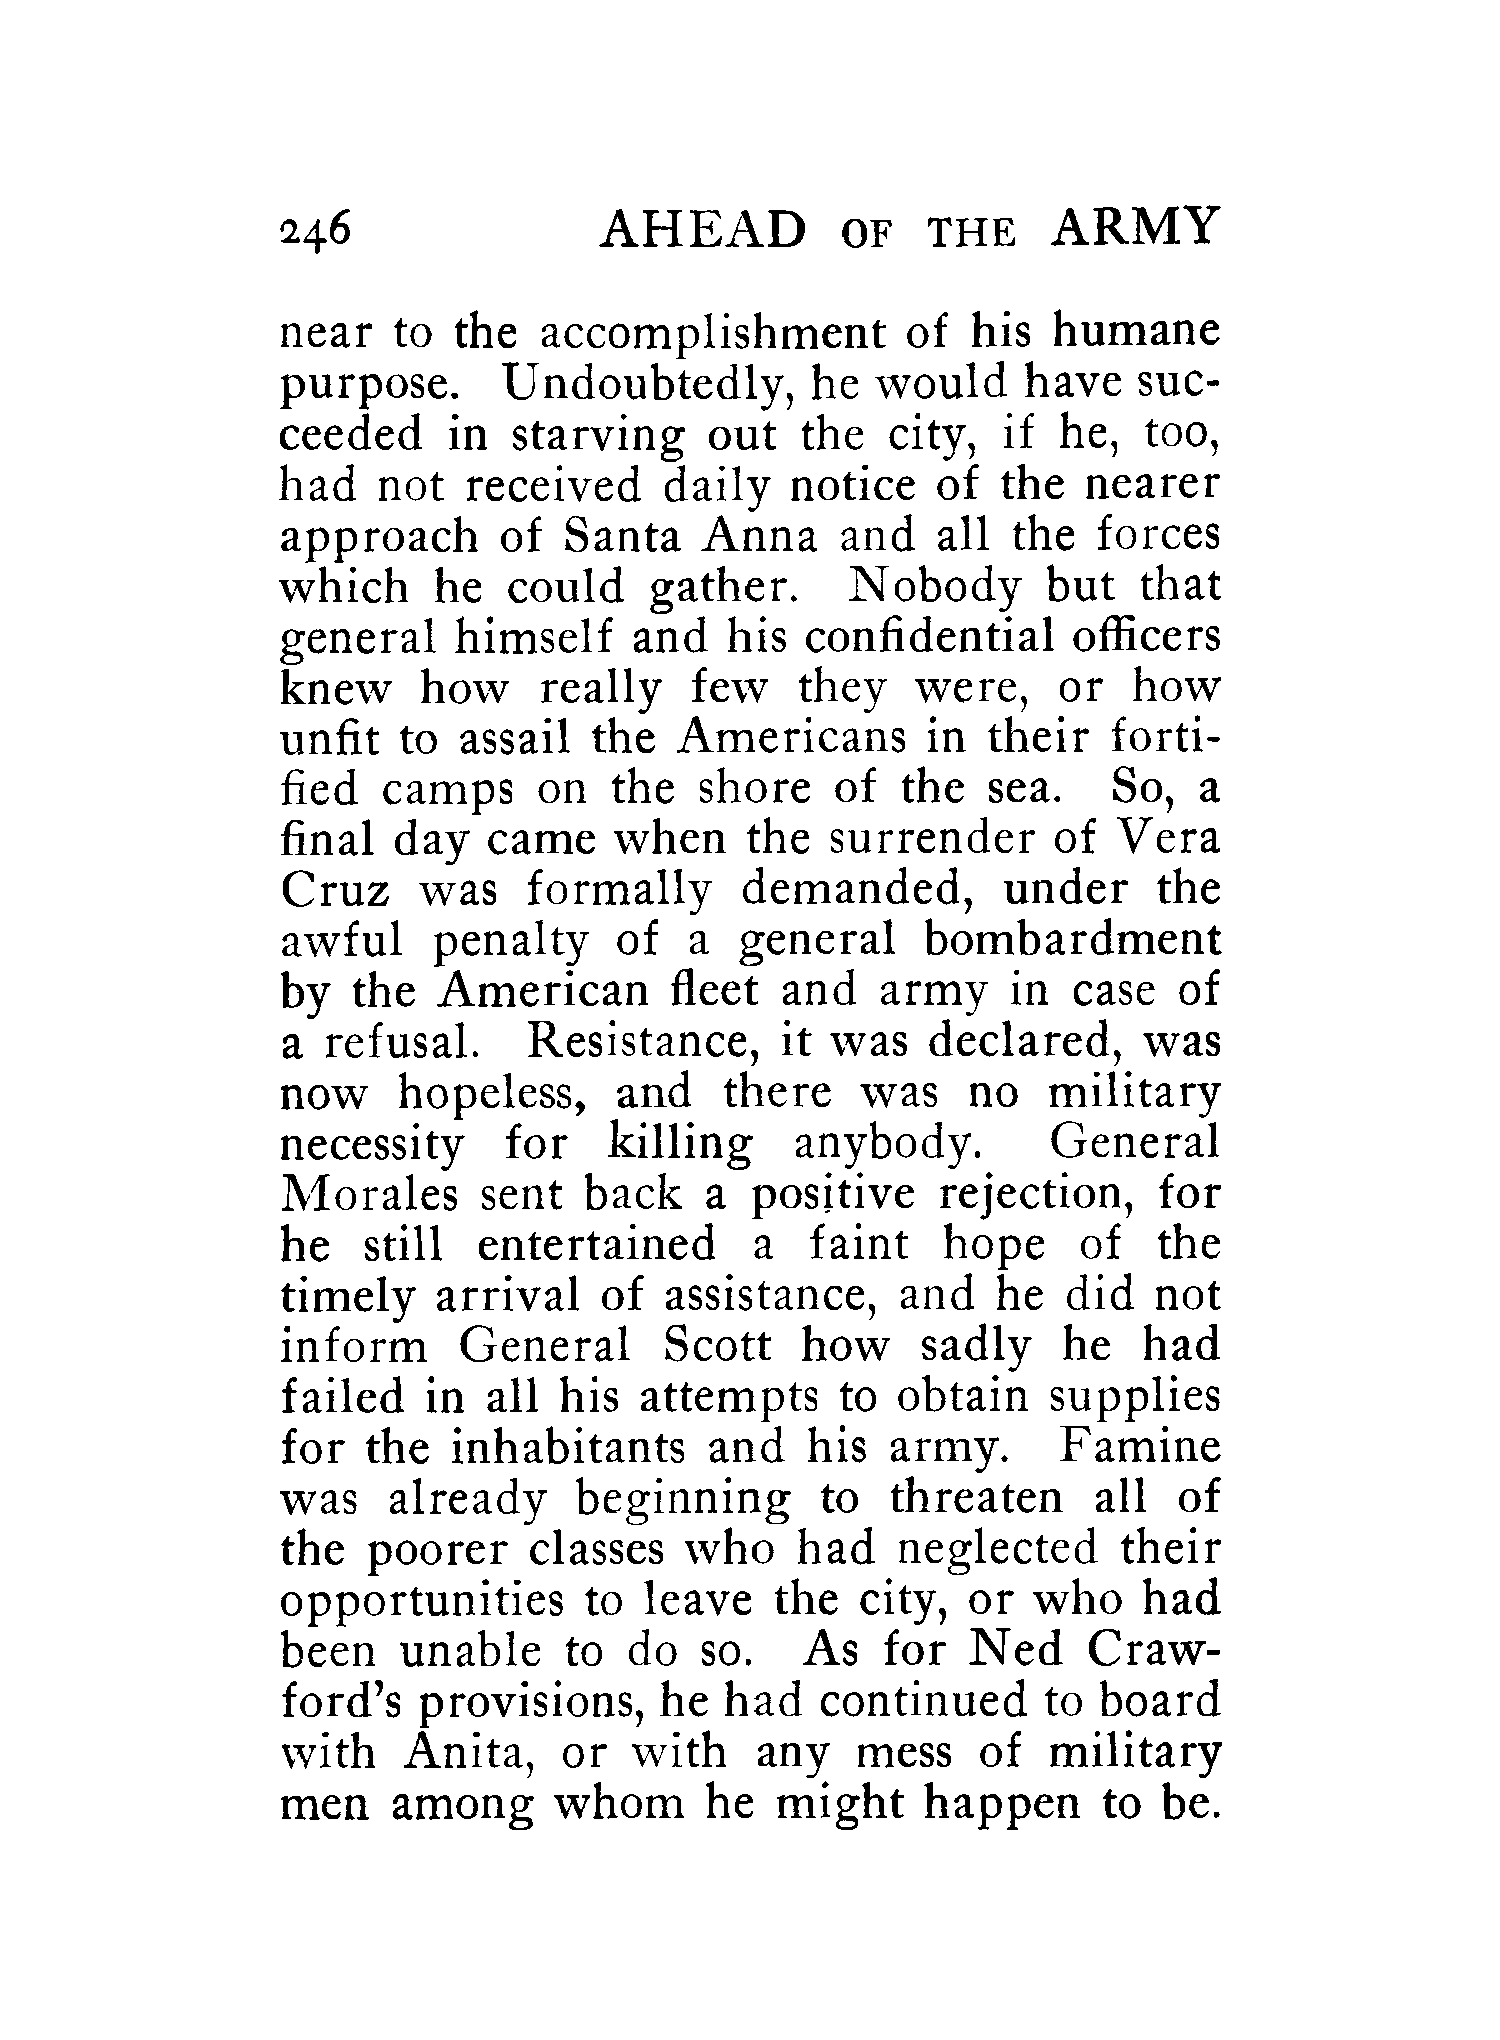 246 AHEAD OF THE ARMY
near to the accomplishment of his humane
purpose. Undoubtedly, he would have suc-
ceeded in starving out the city, if he, too,
had not received daily notice of the nearer
approach of Santa Anna and all the forces
which he could gather. Nobody but that
general himself and his confidential officers
knew how really few they were, or how
unfit to assail the Americans in their forti-
fied camps on the shore of the sea. So, a
final day came when the surrender of Vera
Cruz was formally demanded, under the
awful penalty of a general bombardment
by the American fleet and army in case of
a refusal. Resistance, it was declared, was
now hopeless, and there was no military
necessity for killing anybody. General
Morales sent back a positive rejection, for
he still entertained a faint hope of the
timely arrival of assistance, and he did not
inform General Scott how sadly he had
failed in all his attempts to obtain supplies
for the inhabitants and his army. Famine
was already beginning to threaten all of
the poorer classes who had neglected their
opportunities to leave the city, or who had
been unable to do so. As for Ned Craw-
ford's provisions, he had continued to board
with Anita, or with any mess of military
men among whom he might happen to be.